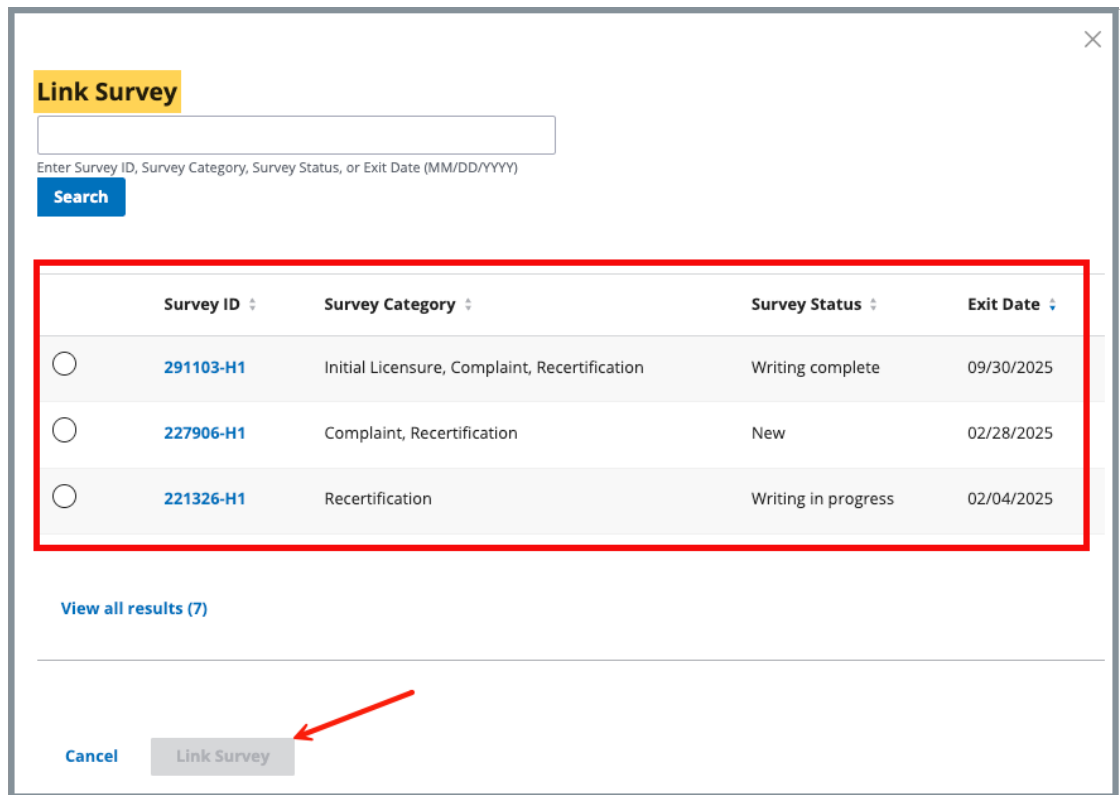 Link Survey
Enter Survey ID, Survey Category, Survey Status, or Exit Date (MM/DD/YYYY)
Search
Survey ID Survey Category Survey Status Exit Date
291103-H1 Initial Licensure, Complaint, Recertification Writing complete 09/30/2025
227906-H1 Complaint, Recertification New 02/28/2025
221326-H1 Recertification Writing in progress 02/04/2025
View all results (7)
Cancel Link Survey